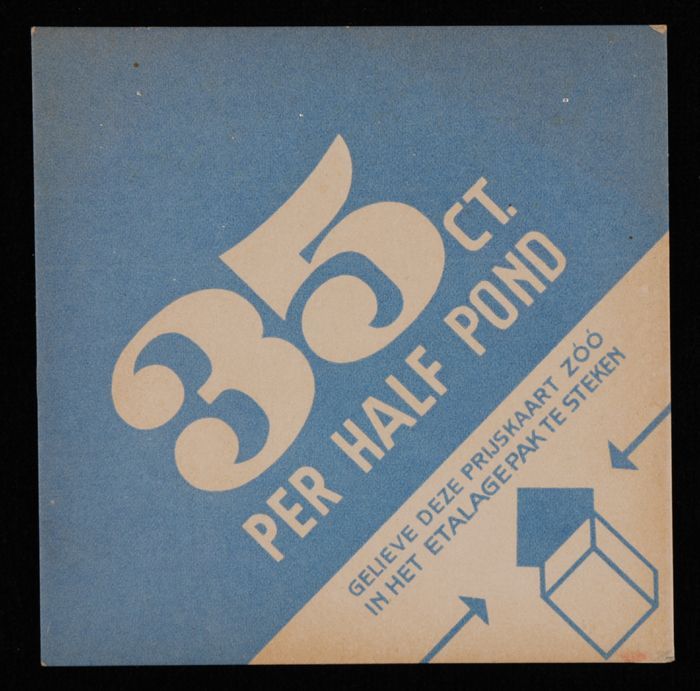 35 CT.
PER HALF POND
GELIEVE DEZE PRIJSKAART ZÓÓ
IN HET ETALAGEPAK TE STEKEN